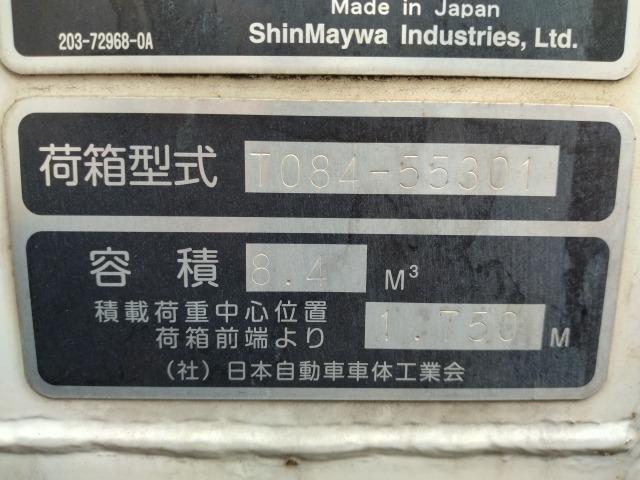 Made in Japan
203-72968-0A
ShinMaywa Industries, Ltd.
荷箱型式 T084-55301
容積 8.4 M³
積載荷重中心位置
荷箱前端より 1.750 M
(社)日本自動車車体工業会